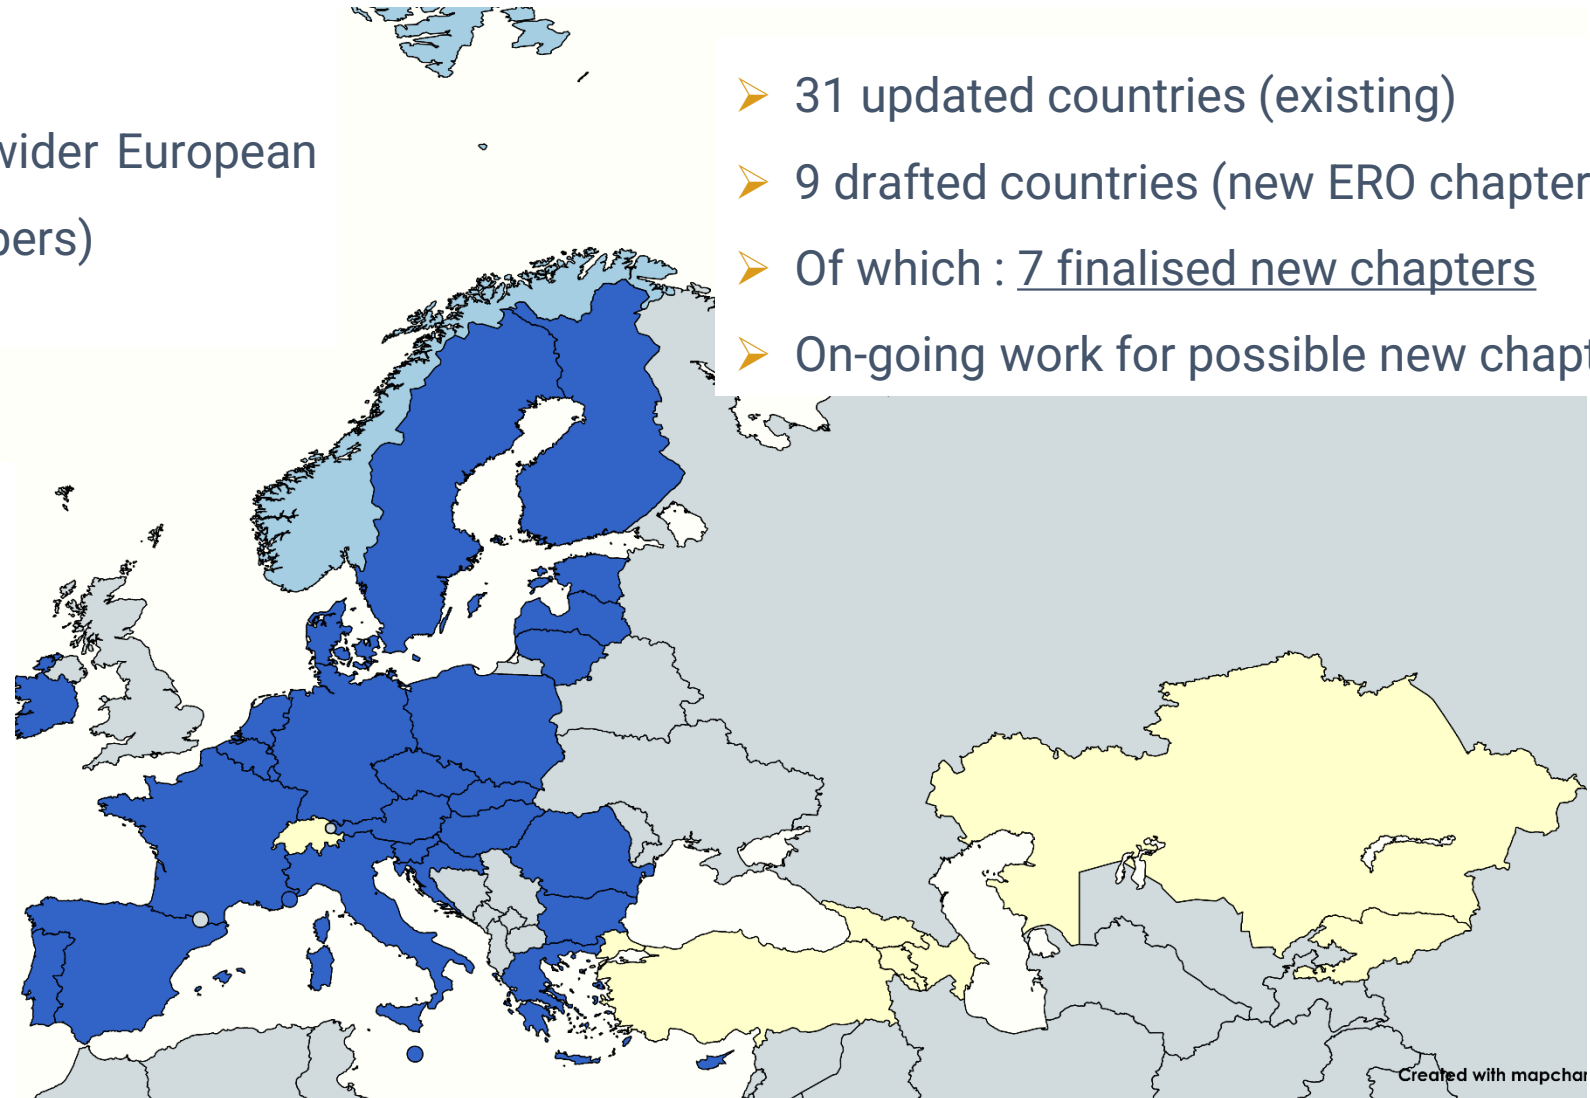 wider European
pers)
31 updated countries (existing)
9 drafted countries (new ERO chapter
Of which : 7 finalised new chapters
On-going work for possible new chapt
Created with mapchar